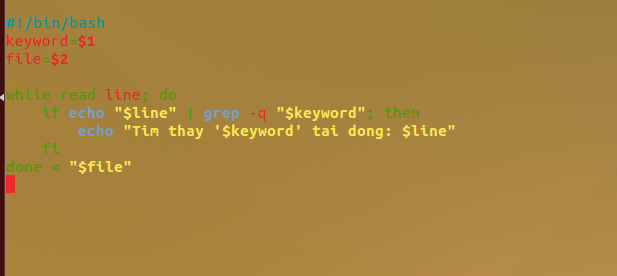 #!/bin/bash
keyword=$1
file=$2

while read line; do
    if echo "$line" | grep -q "$keyword"; then
        echo "Tim thay '$keyword' tai dong: $line"
    fi
done < "$file"